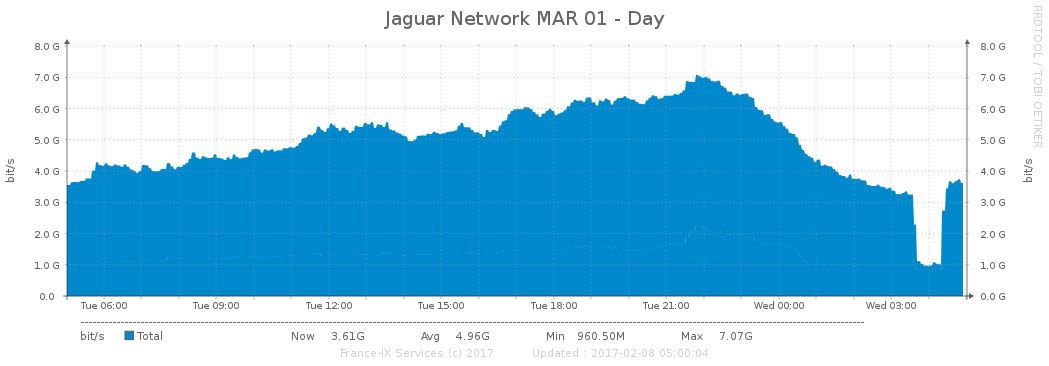 Jaguar Network MAR 01 - Day
RRDTOOL / TOBI OETIKER
8.0 G 8.0 G
7.0 G 7.0 G
6.0 G 6.0 G
5.0 G 5.0 G
4.0 G 4.0 G
3.0 G 3.0 G
2.0 G 2.0 G
1.0 G 1.0 G
0.0 0.0 G
bit/s bit/s
Tue 06:00 Tue 09:00 Tue 12:00 Tue 15:00 Tue 18:00 Tue 21:00 Wed 00:00 Wed 03:00
bit/s Total Now 3.61G Avg 4.96G Min 960.50M Max 7.07G
France-IX Services (c) 2017 Updated : 2017-02-08 05:00:04